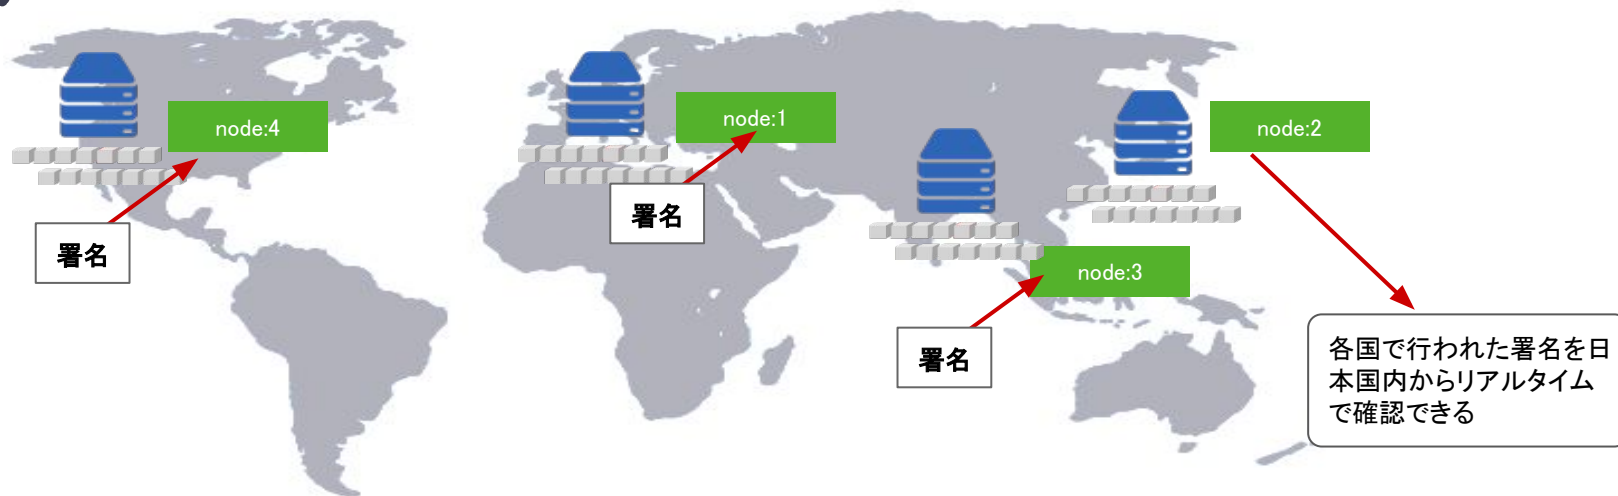 node:4
node:1
node:2
署名
署名
node:3
署名
各国で行われた署名を日
本国内からリアルタイム
で確認できる